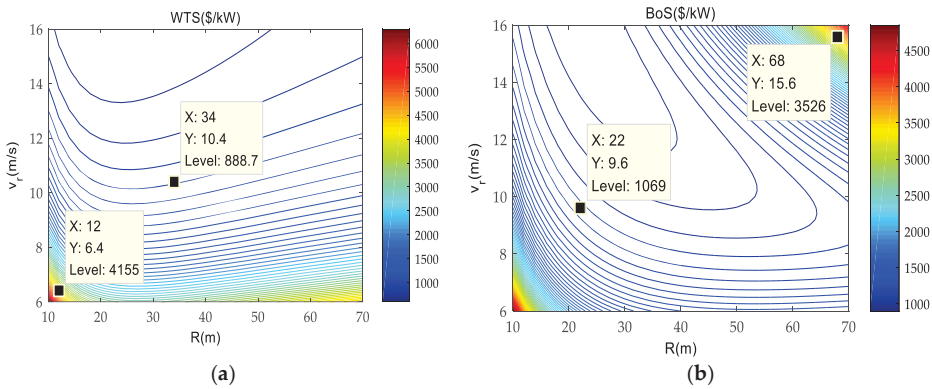 WTS($/kW)
16
14
12
10
8
6
v_r(m/s)
10
20
30
40
50
60
70
R(m)
X: 34
Y: 10.4
Level: 888.7
X: 12
Y: 6.4
Level: 4155
6000
5500
5000
4500
4000
3500
3000
2500
2000
1500
1000
(a)
BoS($/kW)
16
14
12
10
8
6
v_r(m/s)
10
20
30
40
50
60
70
R(m)
X: 68
Y: 15.6
Level: 3526
X: 22
Y: 9.6
Level: 1069
4500
4000
3500
3000
2500
2000
1500
1000
(b)